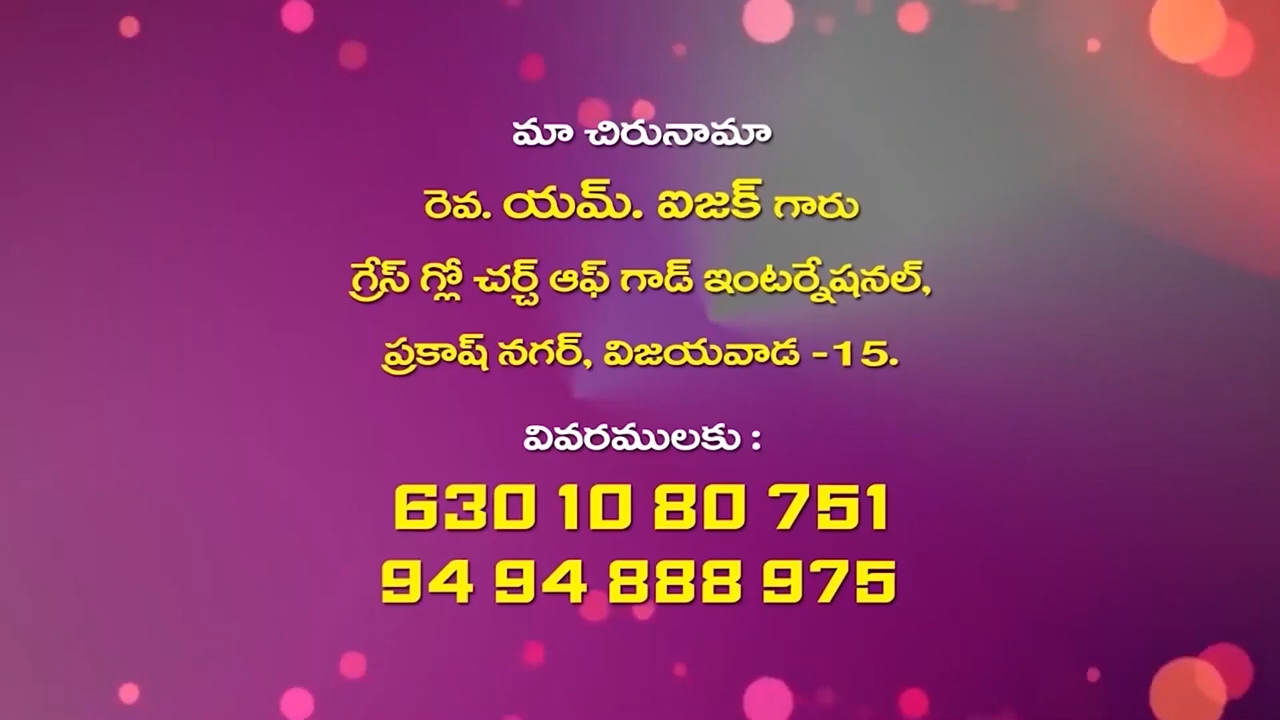 మా చిరునామా
రెవ. యమ్. ఐజక్ గారు
గ్రేస్ గ్లో చర్చ్ ఆఫ్ గాడ్ ఇంటర్నేషనల్,
ప్రకాష్ నగర్, విజయవాడ -15.
వివరములకు :
630 10 80 751
94 94 888 975